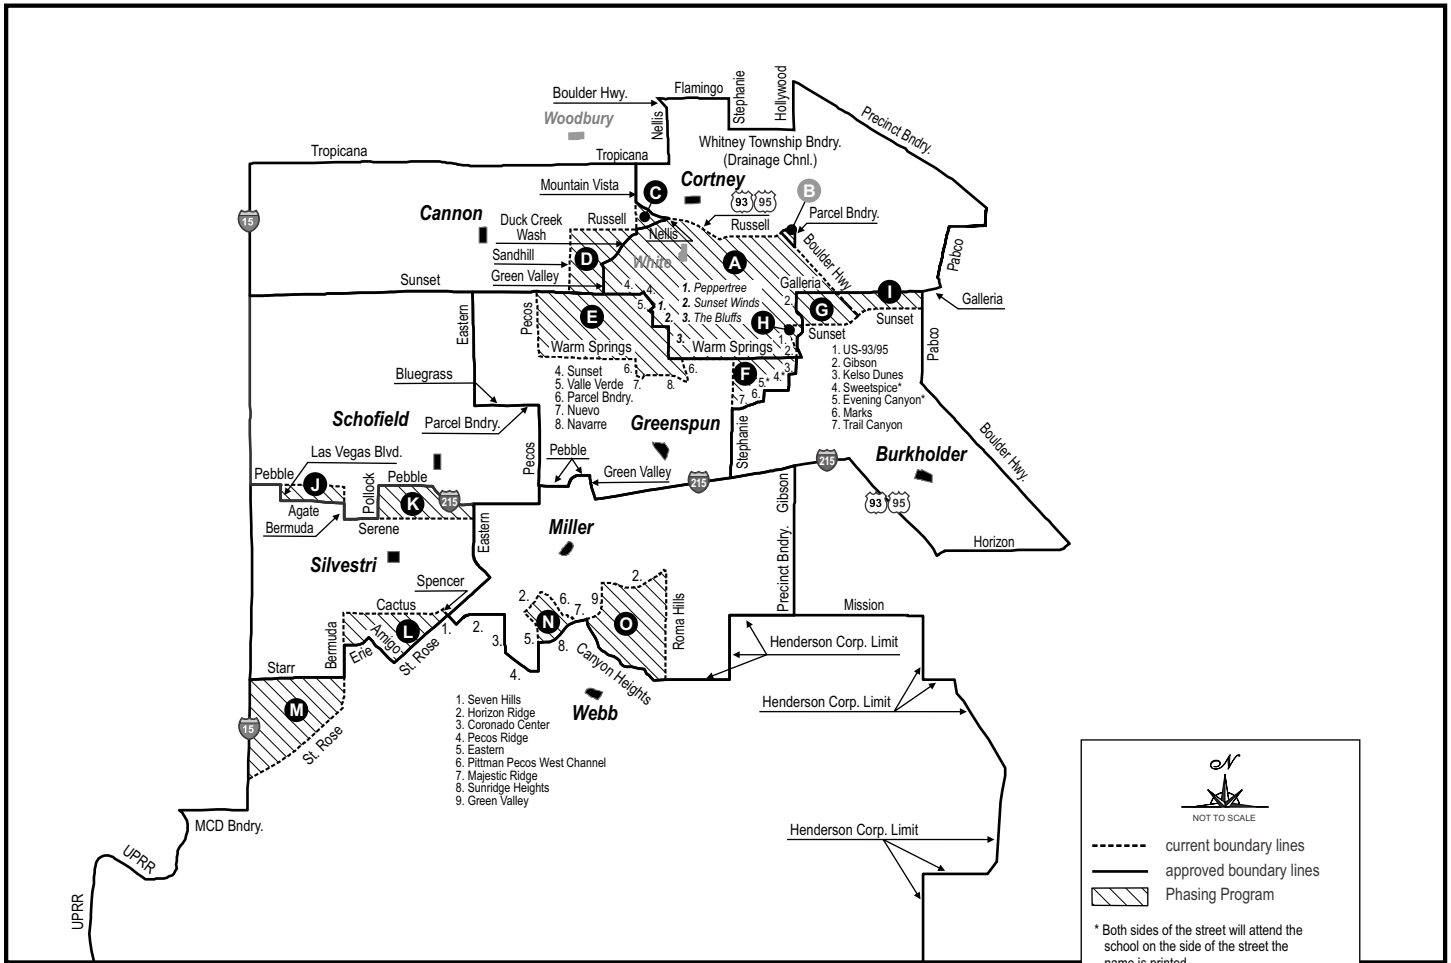 Boulder Hwy.
Flamingo
Stephanie
Hollywood
Woodbury
Nellis
Precinct Bndry.
Whitney Township Bndry.
(Drainage Chnl.)
Tropicana
Tropicana
Mountain Vista
C
Cortney
93 95
B
Parcel Bndry.
15
Cannon
Duck Creek
Wash
Russell
Nellis
Russell
Boulder Hwy
Pabco
Sandhill
D
White
A
Green Valley
Sunset
4.
4.
1. Peppertree
2. Sunset Winds
3. The Bluffs
Galleria
I
Galleria
Eastern
Pecos
E
5.
1.
2.
3.
2.
H
G
Sunset
Sunset
Pabco
Warm Springs
Warm Springs
1.
2.
3.
6.
7.
8.
6.
F
4.*
5.*
6.
7.
4. Sunset
5. Valle Verde
6. Parcel Bndry.
7. Nuevo
8. Navarre
1. US-93/95
2. Gibson
3. Kelso Dunes
4. Sweetspice*
5. Evening Canyon*
6. Marks
7. Trail Canyon
Bluegrass
Schofield
Parcel Bndry.
Greenspun
Stephanie
Boulder Hwy.
Las Vegas Blvd.
Pecos
Pebble
Green Valley
215
215
Burkholder
Pebble
J
Pollock
Pebble
K
215
Agate
Bermuda
Serene
Eastern
Gibson
93 95
Miller
Horizon
Silvestri
Spencer
Precinct Bndry.
Cactus
Bermuda
Amigo
L
Erie
St. Rose
1.
2.
3.
4.
2.
6.
N
7.
5.
8.
9.
2.
O
Roma Hills
Canyon Heights
Mission
Henderson Corp. Limit
Starr
M
15
St. Rose
Webb
Henderson Corp. Limit
1. Seven Hills
2. Horizon Ridge
3. Coronado Center
4. Pecos Ridge
5. Eastern
6. Pittman Pecos West Channel
7. Majestic Ridge
8. Sunridge Heights
9. Green Valley
MCD Bndry.
UPRR
UPRR
Henderson Corp. Limit
N
NOT TO SCALE
current boundary lines
approved boundary lines
Phasing Program
* Both sides of the street will attend the
school on the side of the street the
name is printed